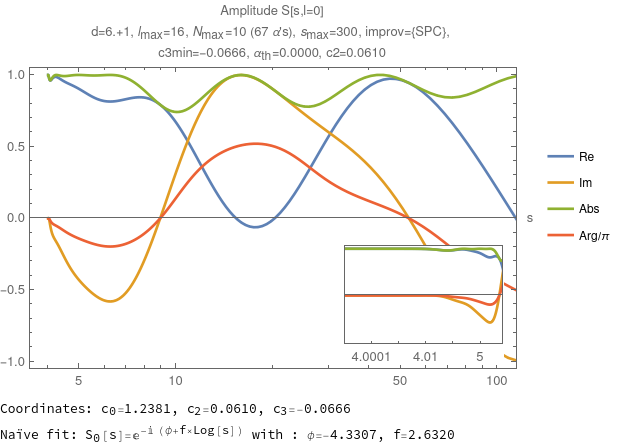 Amplitude S[s,l=0]
d=6.+1, lmax=16, Nmax=10 (67 α's), smax=300, improv={SPC},
c3min=−0.0666, αth=0.0000, c2=0.0610
1.0
0.5
0.0
−0.5
−1.0
s
Re
Im
Abs
Arg/π
4.0001 4.01 5
5 10 50 100
Coordinates: c0=1.2381, c2=0.0610, c3=−0.0666
Naïve fit: S0[s]=e^−i (ϕ+f×Log[s]) with : ϕ=−4.3307, f=2.6320